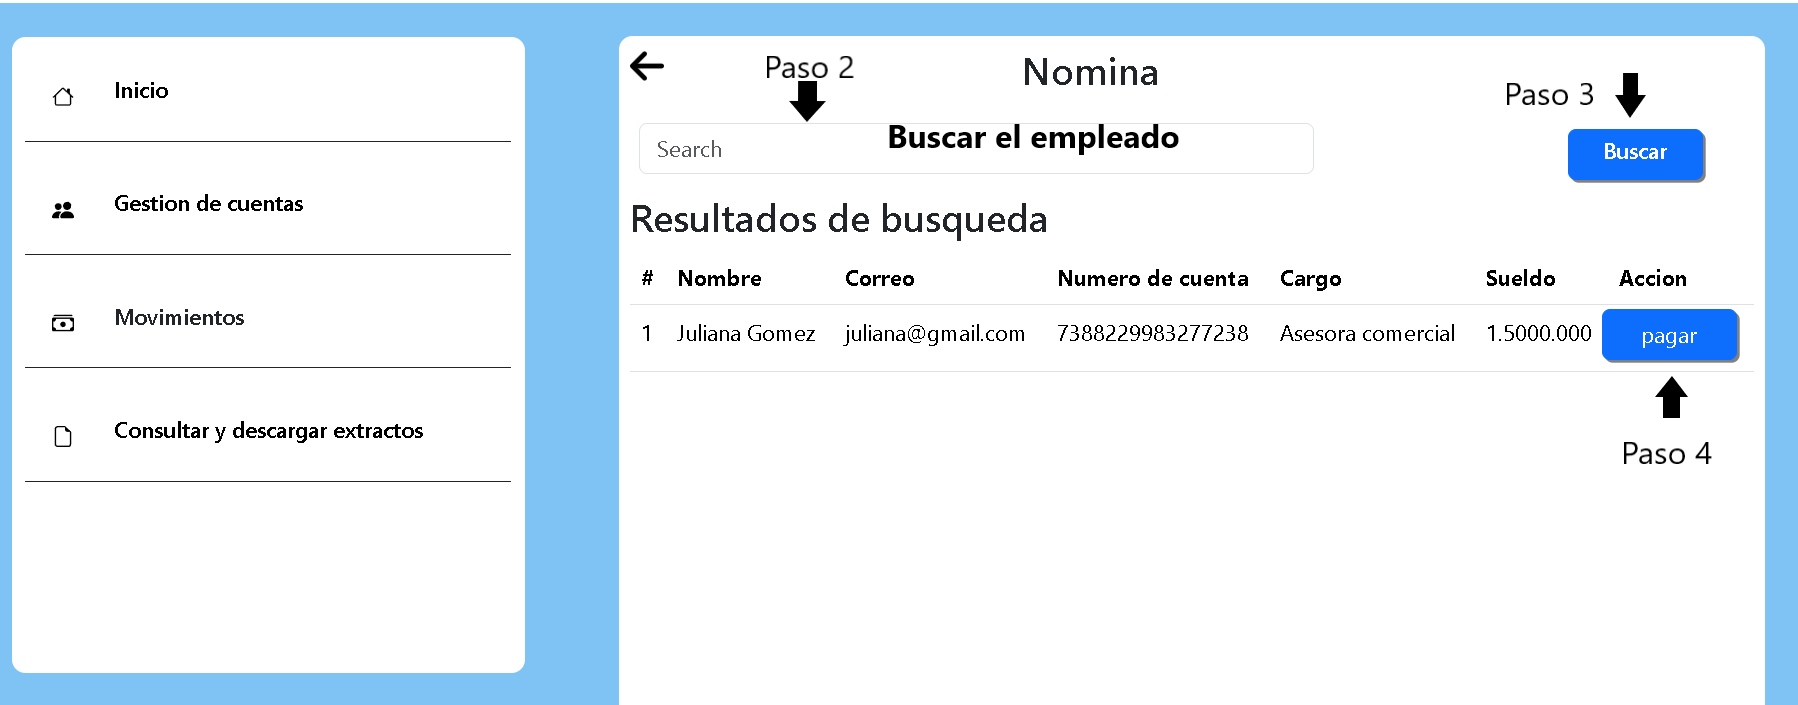 Inicio
Gestion de cuentas
Movimientos
Consultar y descargar extractos
Paso 2
Nomina
Paso 3
Search
Buscar el empleado
Buscar
Resultados de busqueda
# Nombre Correo Numero de cuenta Cargo Sueldo Accion
1 Juliana Gomez juliana@gmail.com 7388229983277238 Asesora comercial 1.5000.000 pagar
Paso 4